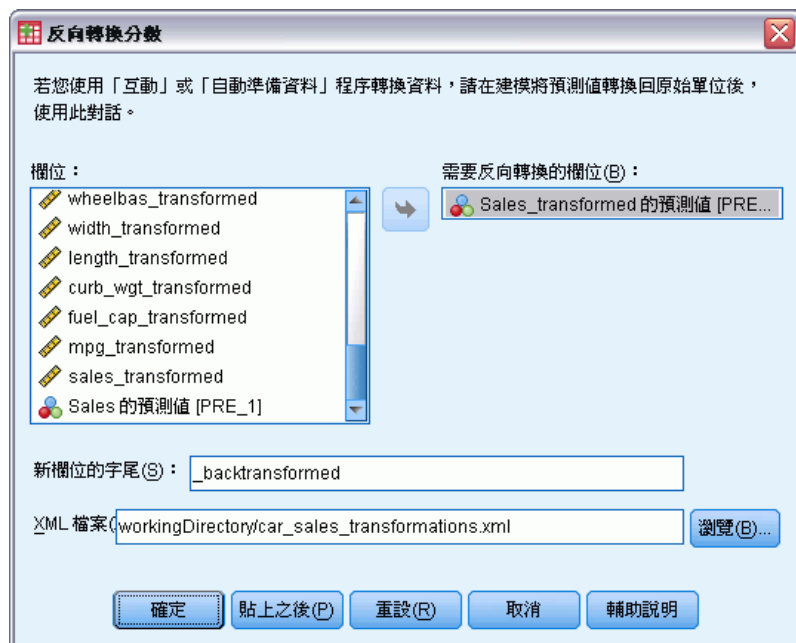 反向轉換分數
若您使用「互動」或「自動準備資料」程序轉換資料，請在建模將預測值轉換回原始單位後，
使用此對話。
欄位：
wheelbas_transformed
width_transformed
length_transformed
curb_wgt_transformed
fuel_cap_transformed
mpg_transformed
sales_transformed
Sales 的預測值 [PRE_1]
需要反向轉換的欄位(B)：
Sales_transformed 的預測值 [PRE...
新欄位的字尾(S)： _backtransformed
XML 檔案(: workingDirectory/car_sales_transformations.xml 瀏覽(B)...
確定 貼上之後(P) 重設(R) 取消 輔助說明